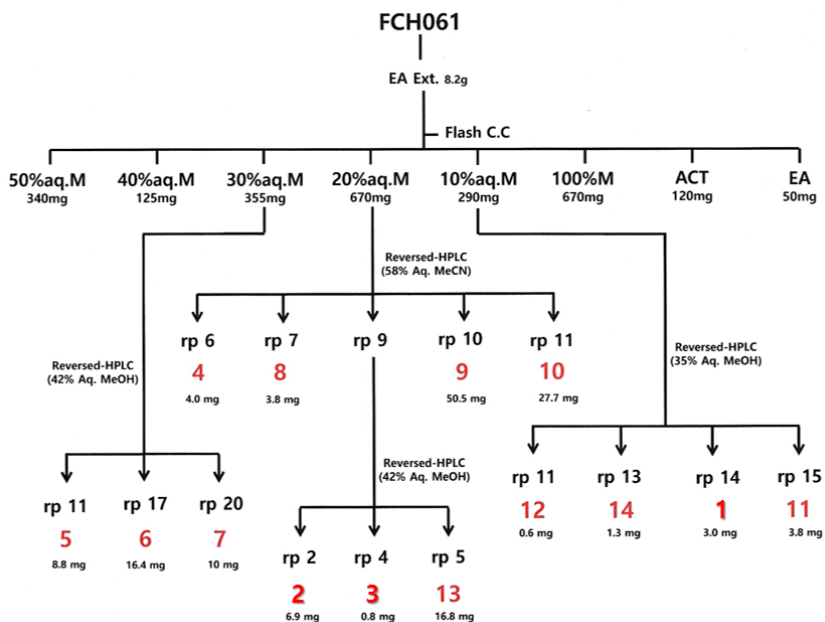 FCH061
EA Ext. 8.2g
Flash C.C
50%aq.M 40%aq.M 30%aq.M 20%aq.M 10%aq.M 100%M ACT EA
340mg 125mg 355mg 670mg 290mg 670mg 120mg 50mg
Reversed-HPLC
(58% Aq. MeCN)
rp 6 rp 7 rp 9 rp 10 rp 11
4 8 9 10
4.0 mg 3.8 mg 50.5 mg 27.7 mg
Reversed-HPLC
(35% Aq. MeOH)
Reversed-HPLC
(42% Aq. MeOH)
Reversed-HPLC
(42% Aq. MeOH)
rp 11 rp 13 rp 14 rp 15
12 14 1 11
0.6 mg 1.3 mg 3.0 mg 3.8 mg
rp 11 rp 17 rp 20
5 6 7
8.8 mg 16.4 mg 10 mg
rp 2 rp 4 rp 5
2 3 13
6.9 mg 0.8 mg 16.8 mg